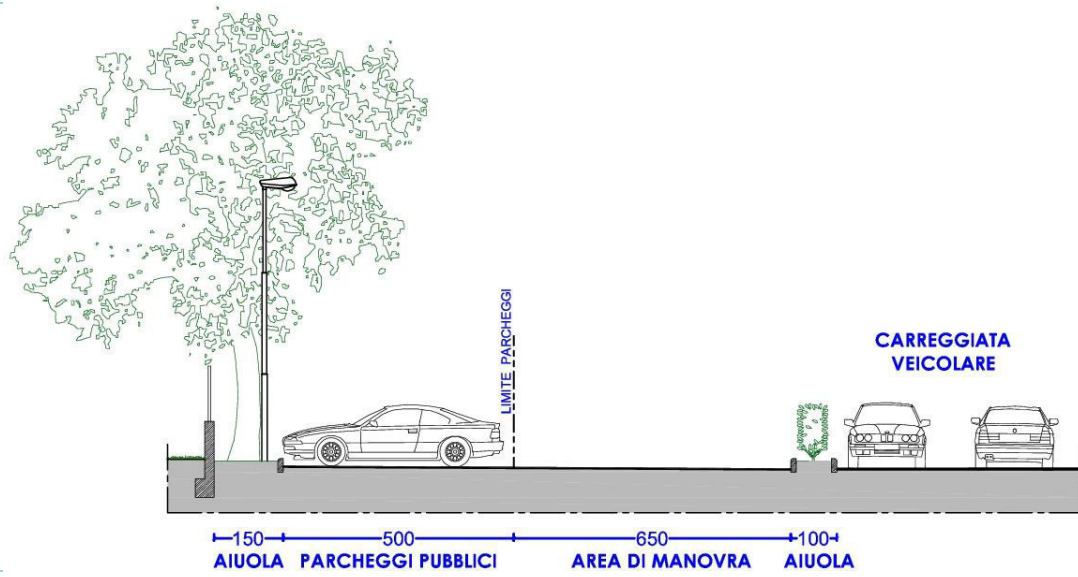 LIMITE PARCHEGGI
CARREGGIATA
VEICOLARE
150 500 650 100
AIUOLA PARCHEGGI PUBBLICI AREA DI MANOVRA AIUOLA